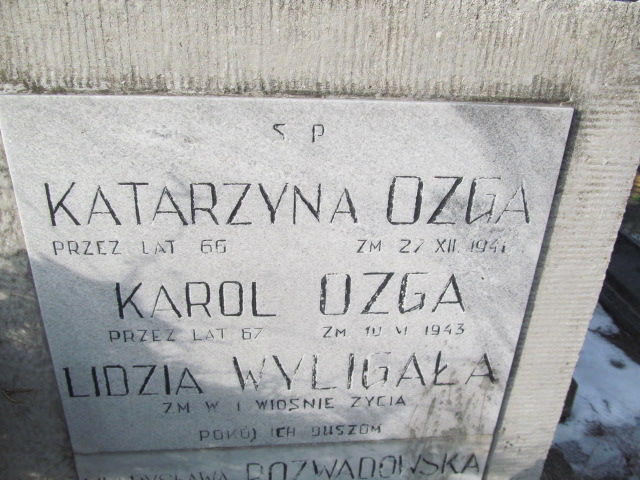 S P
KATARZYNA OZGA
PRZEZ LAT 66 ZM 27 XII 1941
KAROL OZGA
PRZEZ LAT 67 ZM 10 VI 1943
LIDZIA WYLIGAŁA
ZM W 1 WIOSNIE ZYCIA
POKÓJ ICH DUSZOM
ROZWADOWSKA